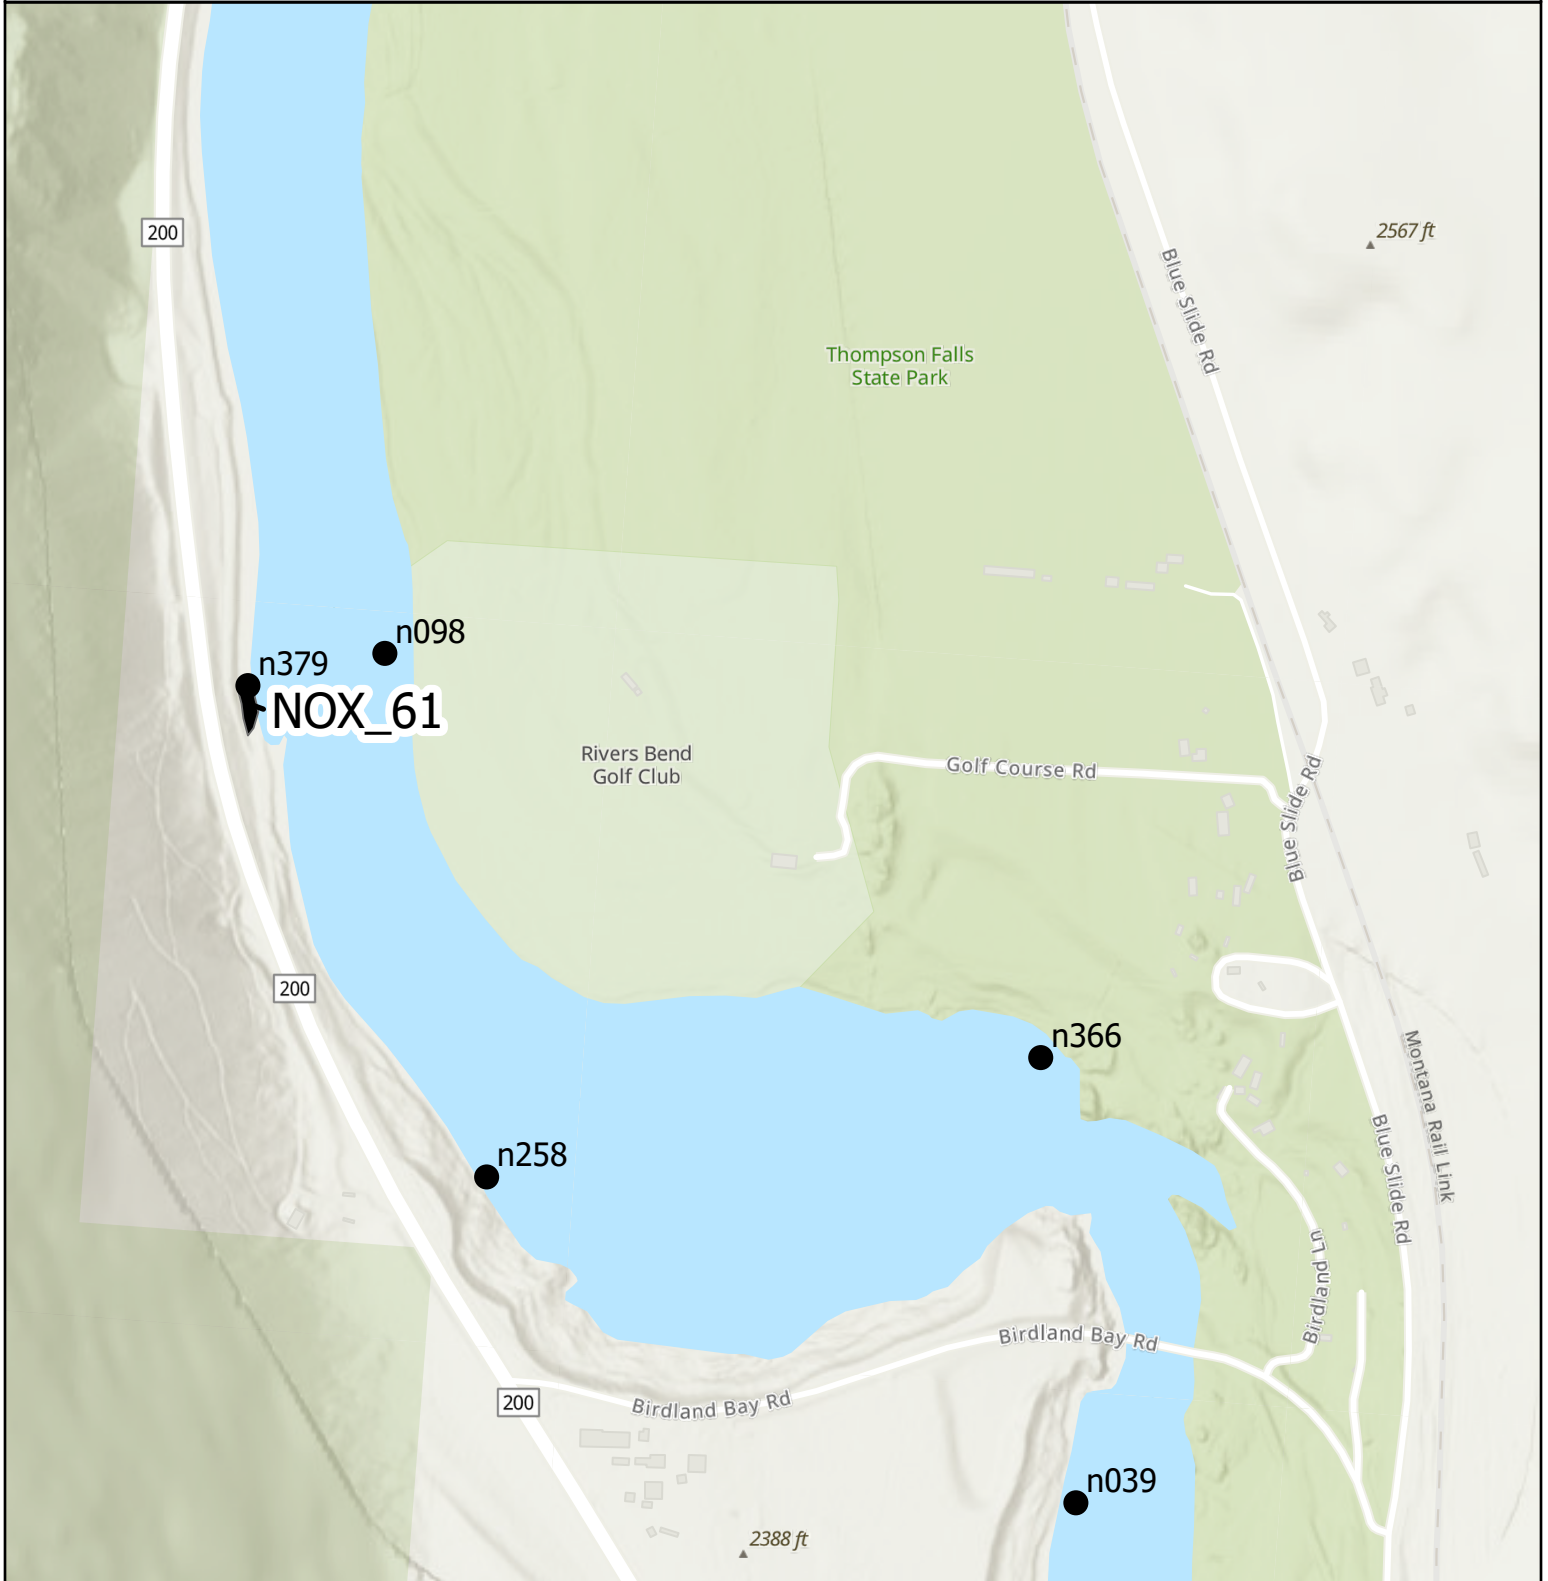 200
2567 ft
Blue Slide Rd
Thompson Falls
State Park
n098
n379
NOX_61
Rivers Bend
Golf Club
Golf Course Rd
Blue Slide Rd
200
n366
Montana Rail Link
n258
Blue Slide Rd
Birdland Ln
Birdland Bay Rd
200
Birdland Bay Rd
n039
2388 ft